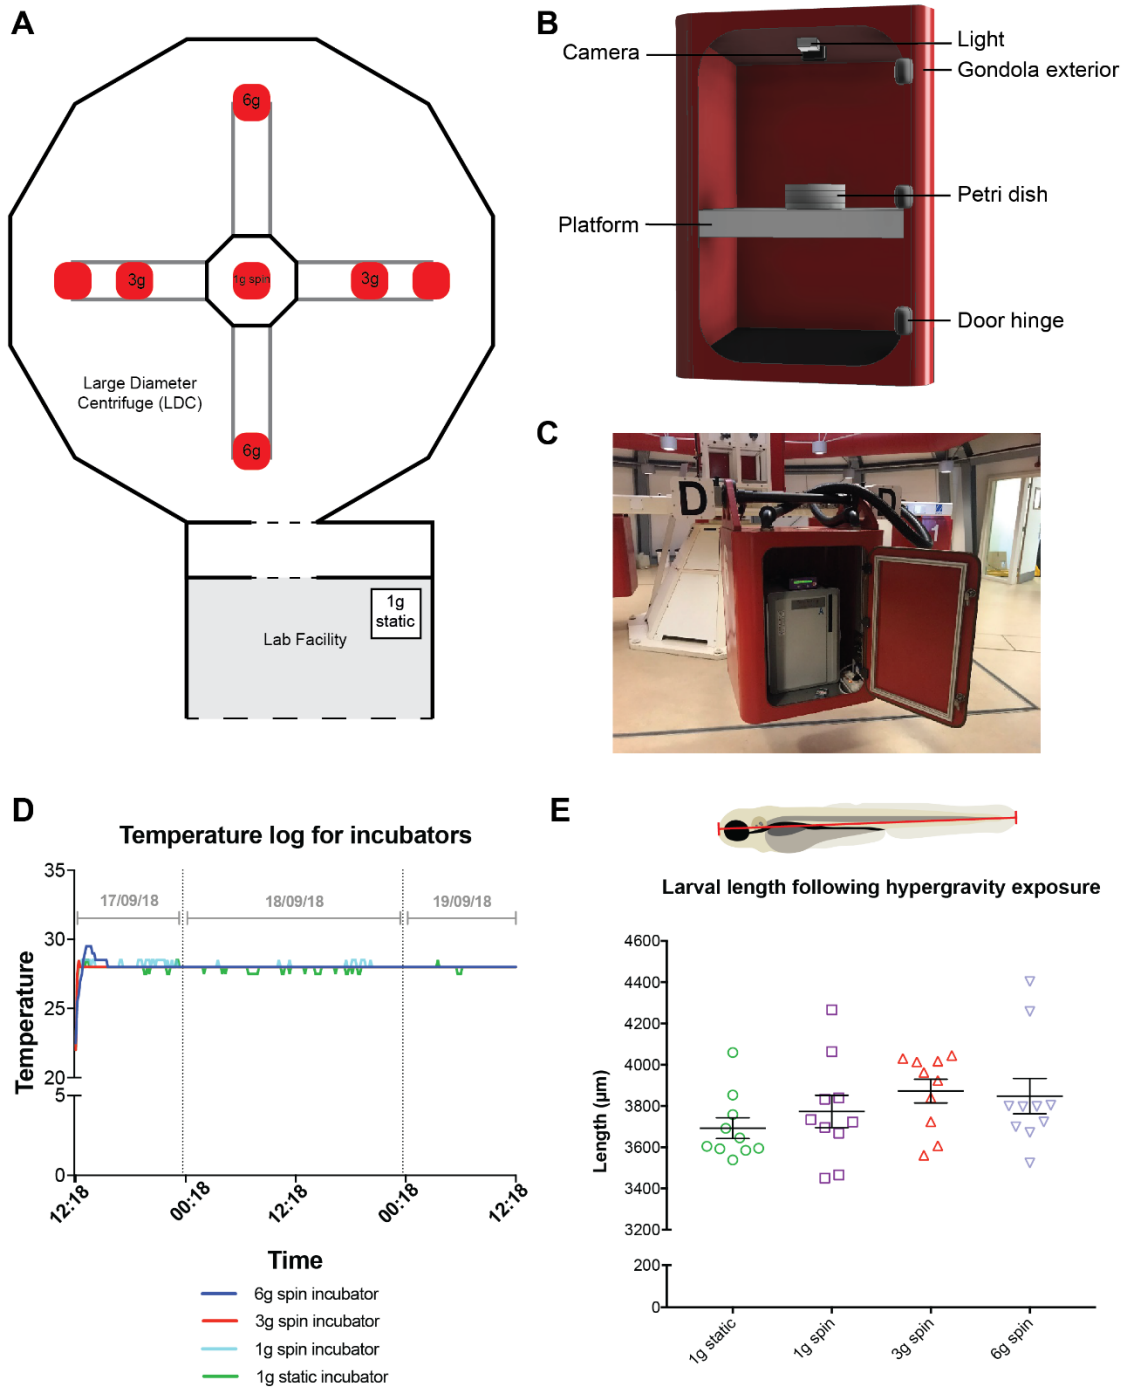 A
6g
3g
1g spin
3g
6g
Large Diameter
Centrifuge (LDC)
1g
static
Lab Facility
B
Light
Camera
Gondola exterior
Petri dish
Platform
Door hinge
C
D
D
1
D
Temperature log for incubators
35
30
25
20
5
0
Temperature
17/09/18
18/09/18
19/09/18
12:18
00:18
12:18
00:18
12:18
Time
6g spin incubator
3g spin incubator
1g spin incubator
1g static incubator
E
Larval length following hypergravity exposure
4600
4400
4200
4000
3800
3600
3400
3200
200
0
Length (µm)
1g static
1g spin
3g spin
6g spin